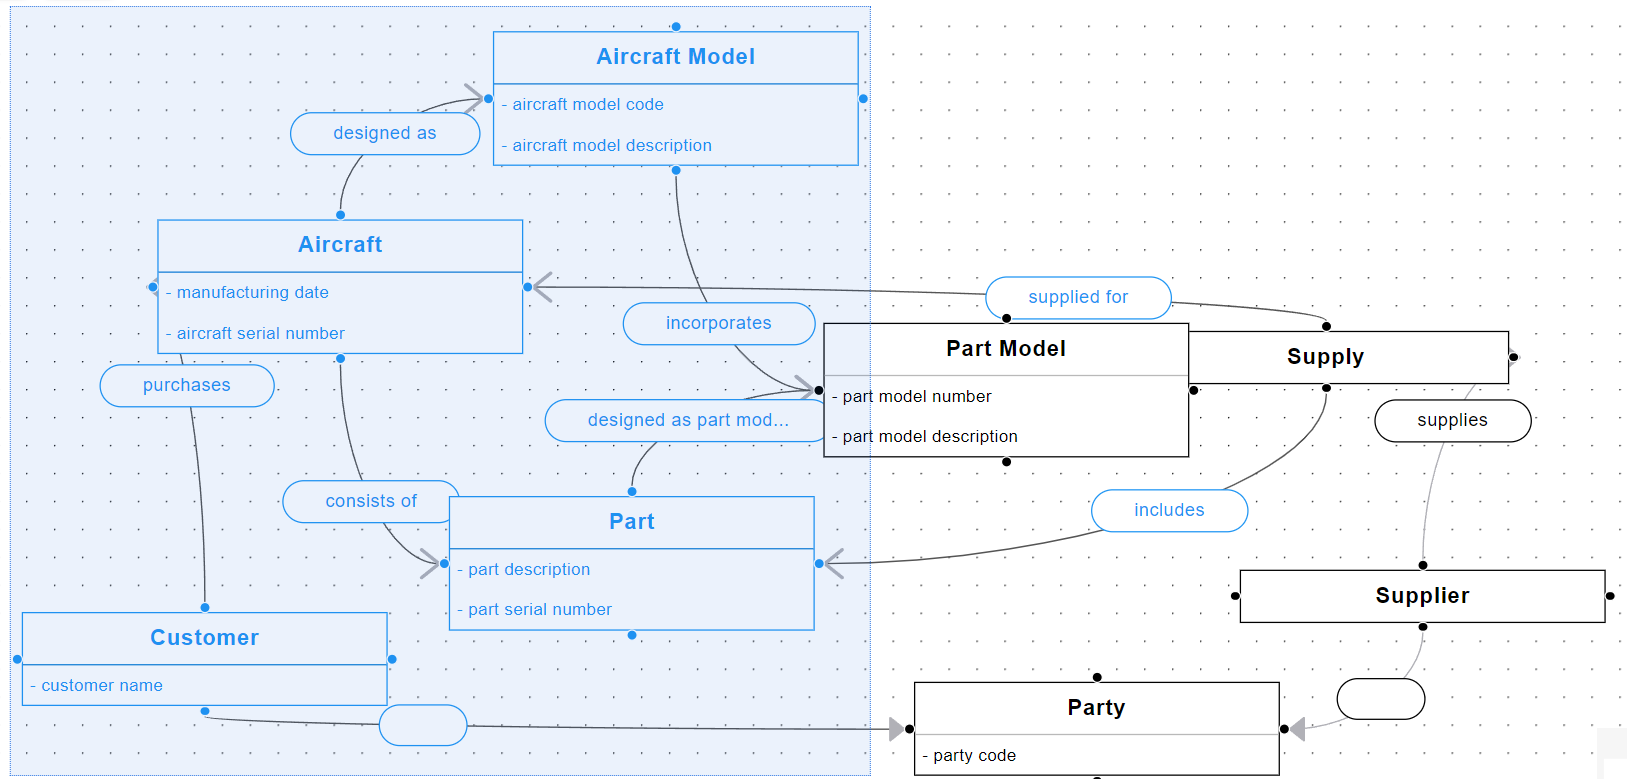 Aircraft Model
- aircraft model code
- aircraft model description
designed as
Aircraft
- manufacturing date
- aircraft serial number
supplied for
incorporates
Part Model
- part model number
- part model description
Supply
purchases
designed as part mod...
supplies
consists of
Part
- part description
- part serial number
includes
Supplier
Customer
- customer name
Party
- party code